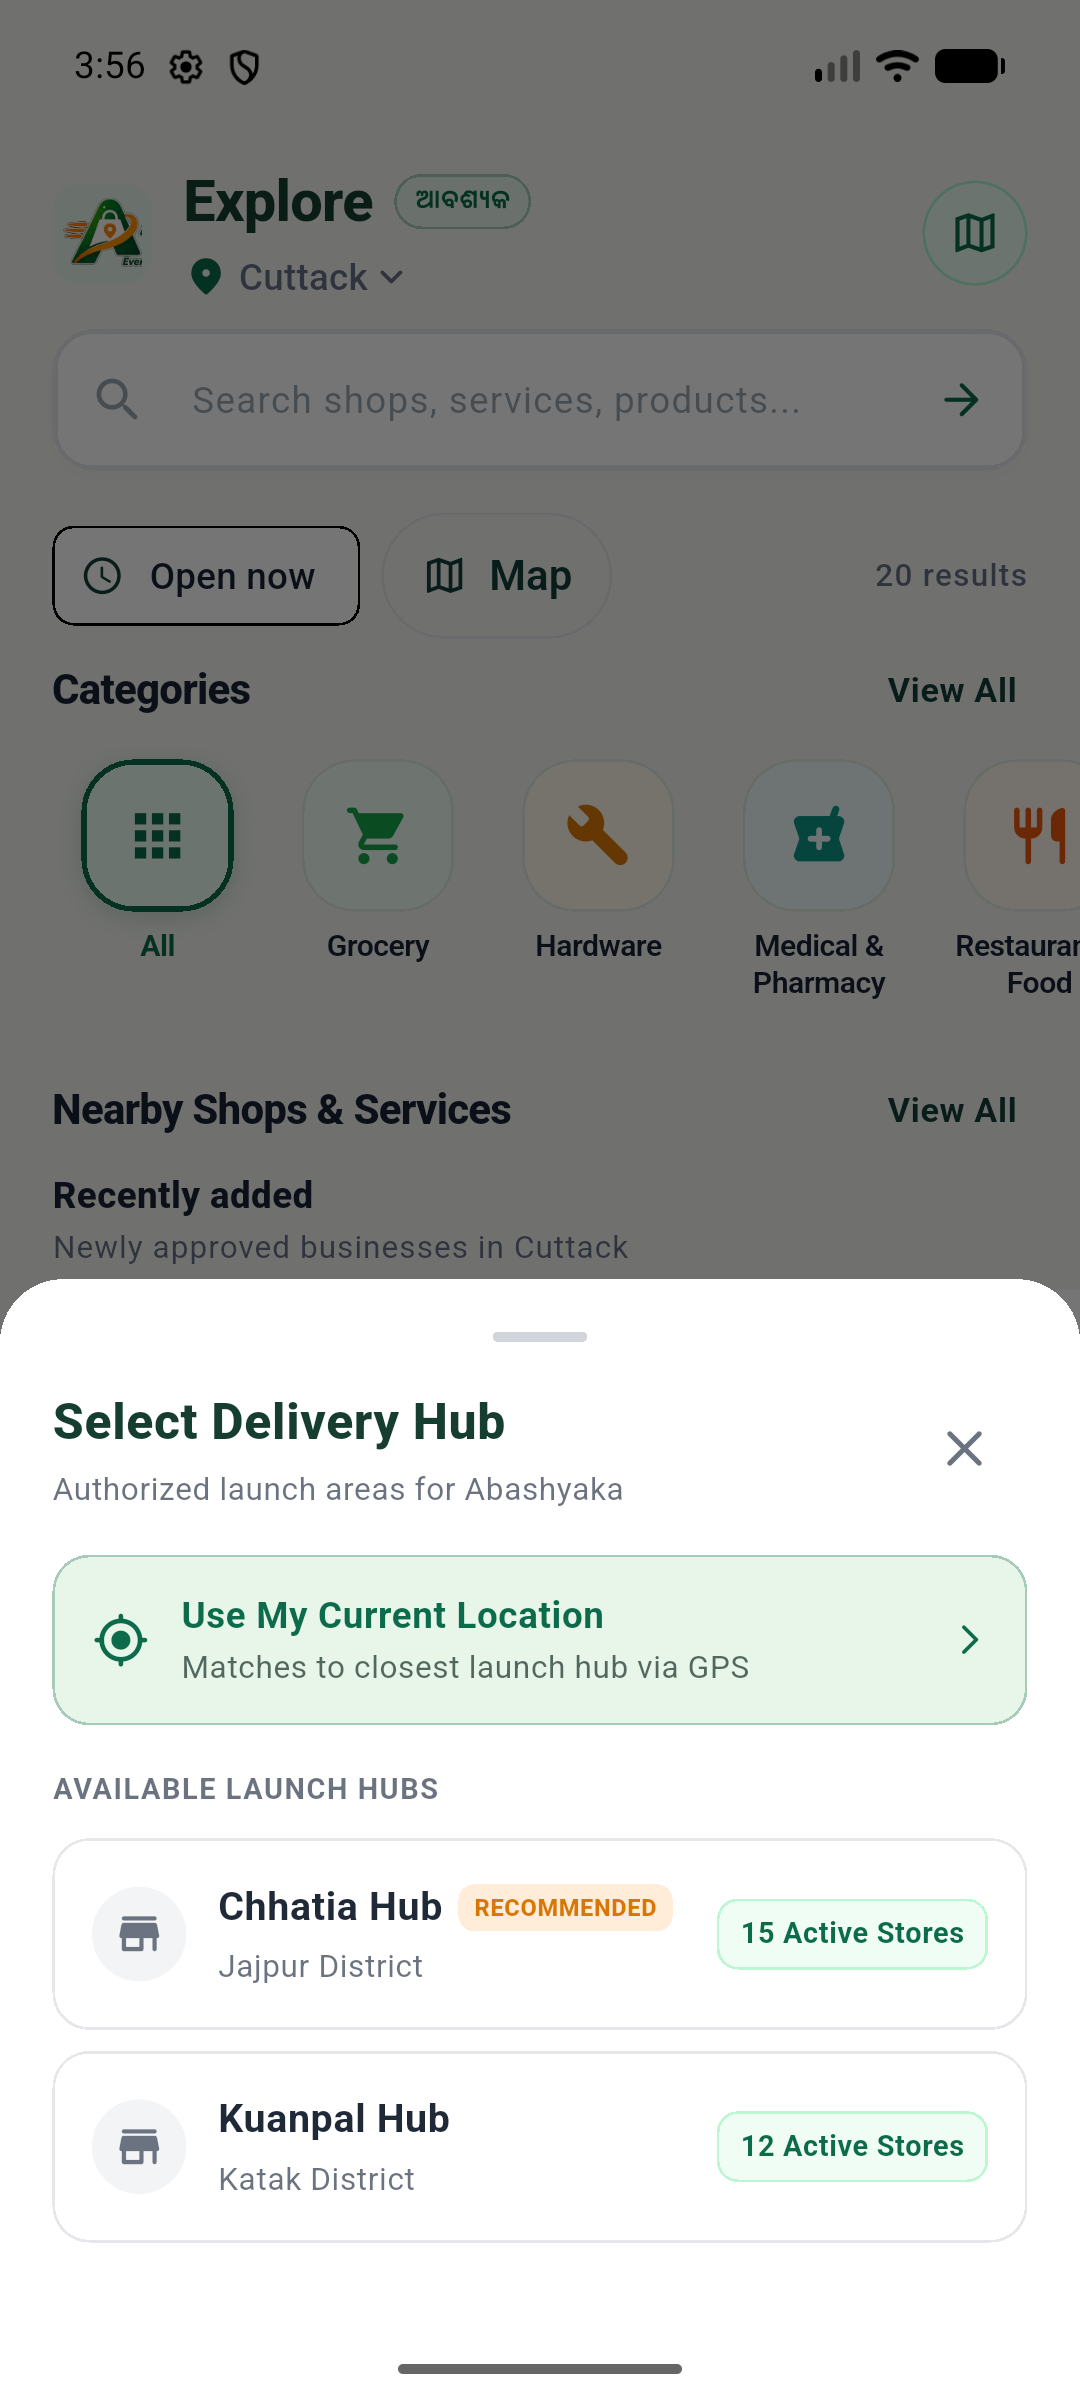 3:56
Explore
ଆବଶ୍ୟକ
Cuttack
Search shops, services, products...
Open now
Map
20 results
Categories
View All
All
Grocery
Hardware
Medical &
Pharmacy
Food
Nearby Shops & Services
View All
Recently added
Newly approved businesses in Cuttack
Select Delivery Hub
Authorized launch areas for Abashyaka
Use My Current Location
Matches to closest launch hub via GPS
AVAILABLE LAUNCH HUBS
Chhatia Hub
RECOMMENDED
15 Active Stores
Jajpur District
Kuanpal Hub
12 Active Stores
Katak District